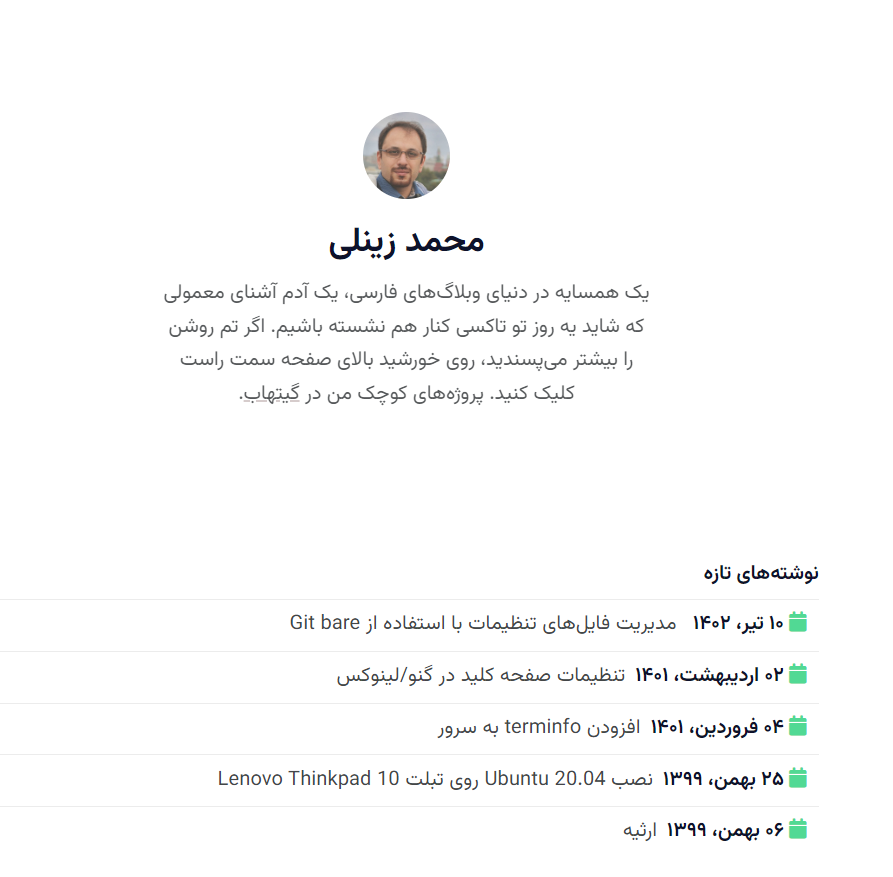 محمد زینلی
یک همسایه در دنیای وبلاگ‌های فارسی، یک آدم آشنای معمولی
که شاید یه روز تو تاکسی کنار هم نشسته باشیم. اگر تم روشن
را بیشتر می‌پسندید، روی خورشید بالای صفحه سمت راست
کلیک کنید. پروژه‌های کوچک من در گیتهاب.
نوشته‌های تازه
۱۰ تیر، ۱۴۰۲ مدیریت فایل‌های تنظیمات با استفاده از Git bare
۰۲ اردیبهشت، ۱۴۰۱ تنظیمات صفحه کلید در گنو/لینوکس
۰۴ فروردین، ۱۴۰۱ افزودن terminfo به سرور
۲۵ بهمن، ۱۳۹۹ نصب Ubuntu 20.04 روی تبلت Lenovo Thinkpad 10
۰۶ بهمن، ۱۳۹۹ ارثیه